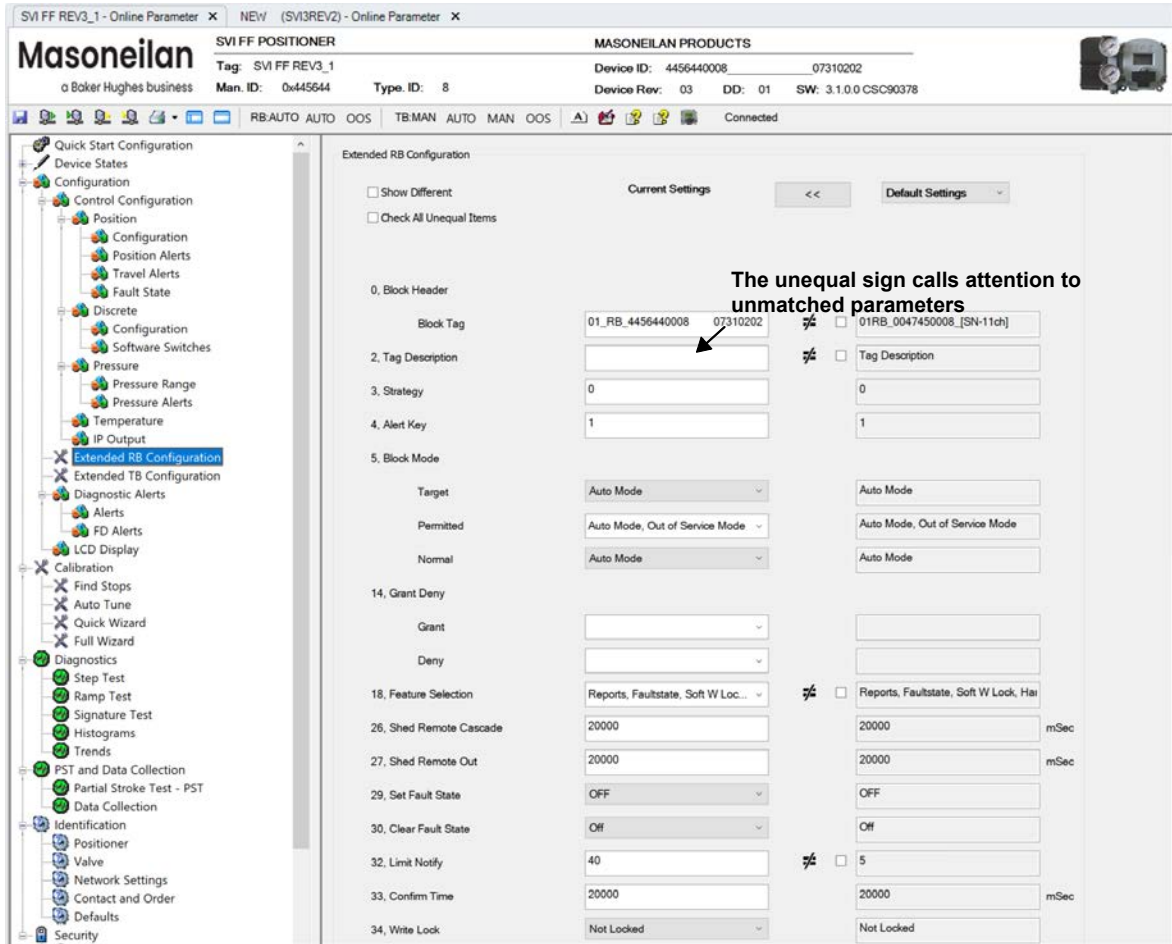 SVI FF REV3_1 - Online Parameter X NEW (SVI3REV2) - Online Parameter X
Masoneilan
a Baker Hughes business
SVI FF POSITIONER
MASONEILAN PRODUCTS
Tag: SVI FF REV3_1
Device ID: 4456440008________07310202
Man. ID: 0x445644 Type. ID: 8
Device Rev: 03 DD: 01 SW: 3.1.0.0 CSC90378
RB:AUTO AUTO OOS TB:MAN AUTO MAN OOS A) Connected
Quick Start Configuration
Device States
Configuration
Control Configuration
Position
Configuration
Position Alerts
Travel Alerts
Fault State
Discrete
Configuration
Software Switches
Pressure
Pressure Range
Pressure Alerts
Temperature
IP Output
Extended RB Configuration
Extended TB Configuration
Diagnostic Alerts
Alerts
FD Alerts
LCD Display
Calibration
Find Stops
Auto Tune
Quick Wizard
Full Wizard
Diagnostics
Step Test
Ramp Test
Signature Test
Histograms
Trends
PST and Data Collection
Partial Stroke Test - PST
Data Collection
Identification
Positioner
Valve
Network Settings
Contact and Order
Defaults
Security
Extended RB Configuration
Show Different
Current Settings << Default Settings
Check All Unequal Items
The unequal sign calls attention to
unmatched parameters
0, Block Header
Block Tag 01_RB_4456440008 07310202 ≠ 01RB_0047450008_[SN-11ch]
2, Tag Description ≠ Tag Description
3, Strategy 0 0
4, Alert Key 1 1
5, Block Mode
Target Auto Mode Auto Mode
Permitted Auto Mode, Out of Service Mode Auto Mode, Out of Service Mode
Normal Auto Mode Auto Mode
14, Grant Deny
Grant
Deny
18, Feature Selection Reports, Faultstate, Soft W Loc... ≠ Reports, Faultstate, Soft W Lock, Har
26, Shed Remote Cascade 20000 20000 mSec
27, Shed Remote Out 20000 20000 mSec
29, Set Fault State OFF OFF
30, Clear Fault State Off Off
32, Limit Notify 40 ≠ 5
33, Confirm Time 20000 20000 mSec
34, Write Lock Not Locked Not Locked